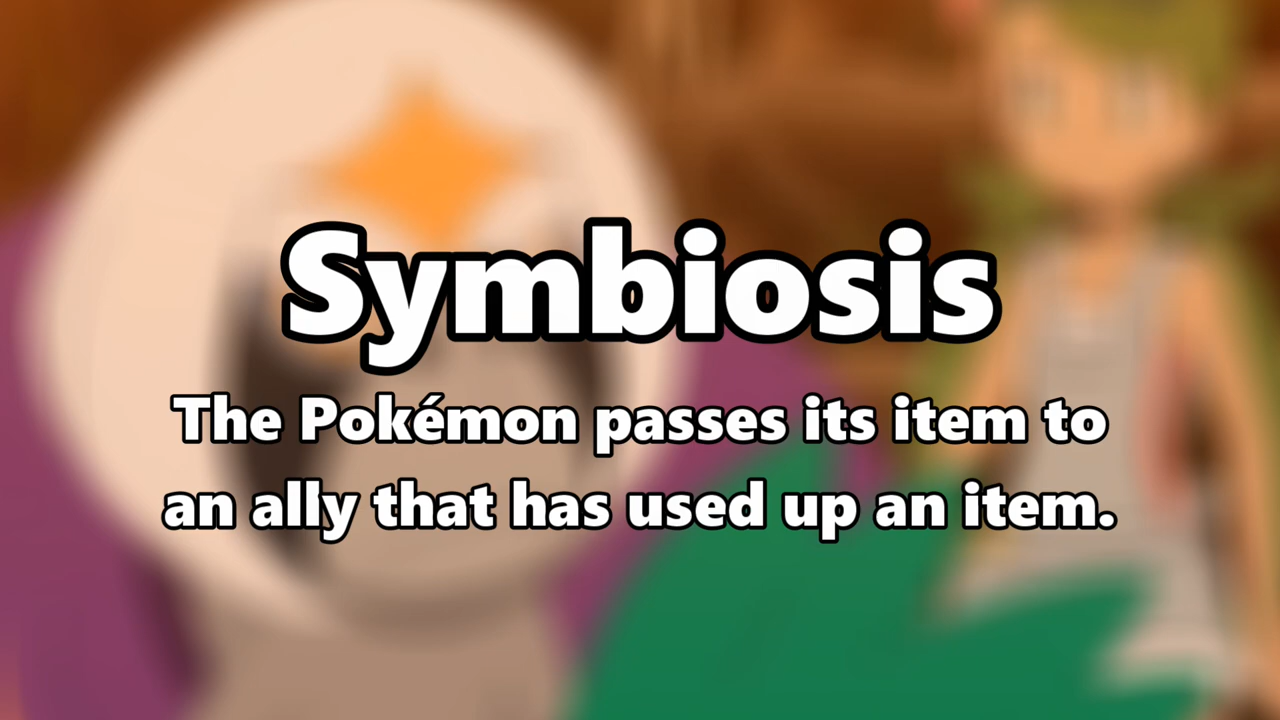 Symbiosis
The Pokémon passes its item to
an ally that has used up an item.